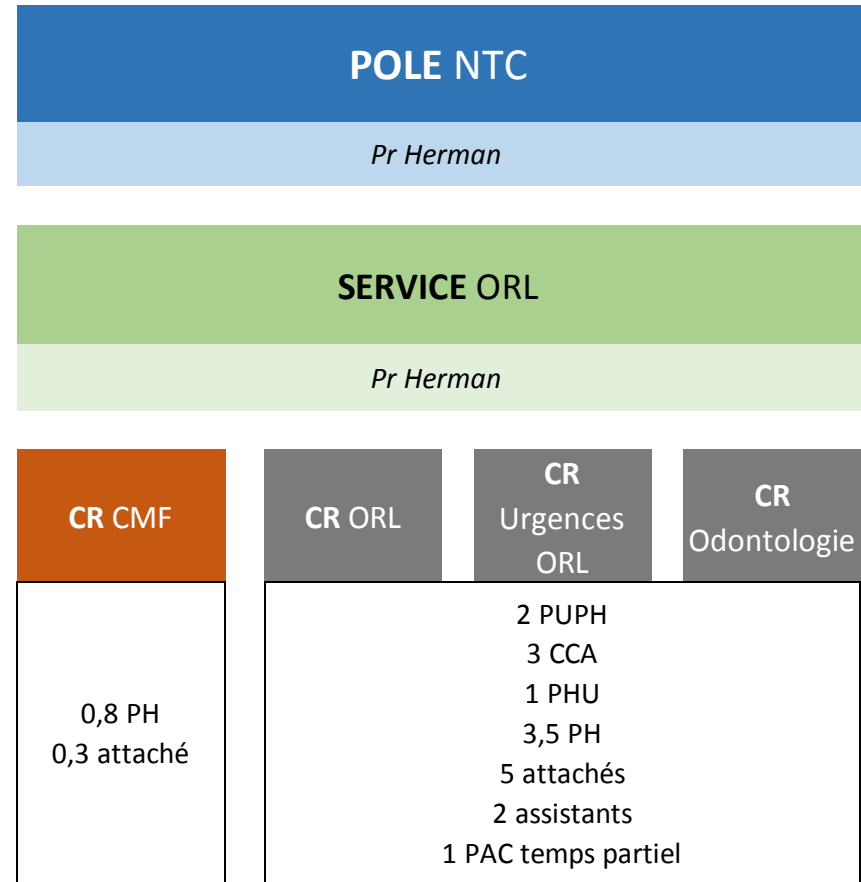 POLE NTC
Pr Herman
SERVICE ORL
Pr Herman
CR CMF
CR ORL
CR
Urgences
ORL
CR
Odontologie
0,8 PH
0,3 attaché
2 PUPH
3 CCA
1 PHU
3,5 PH
5 attachés
2 assistants
1 PAC temps partiel